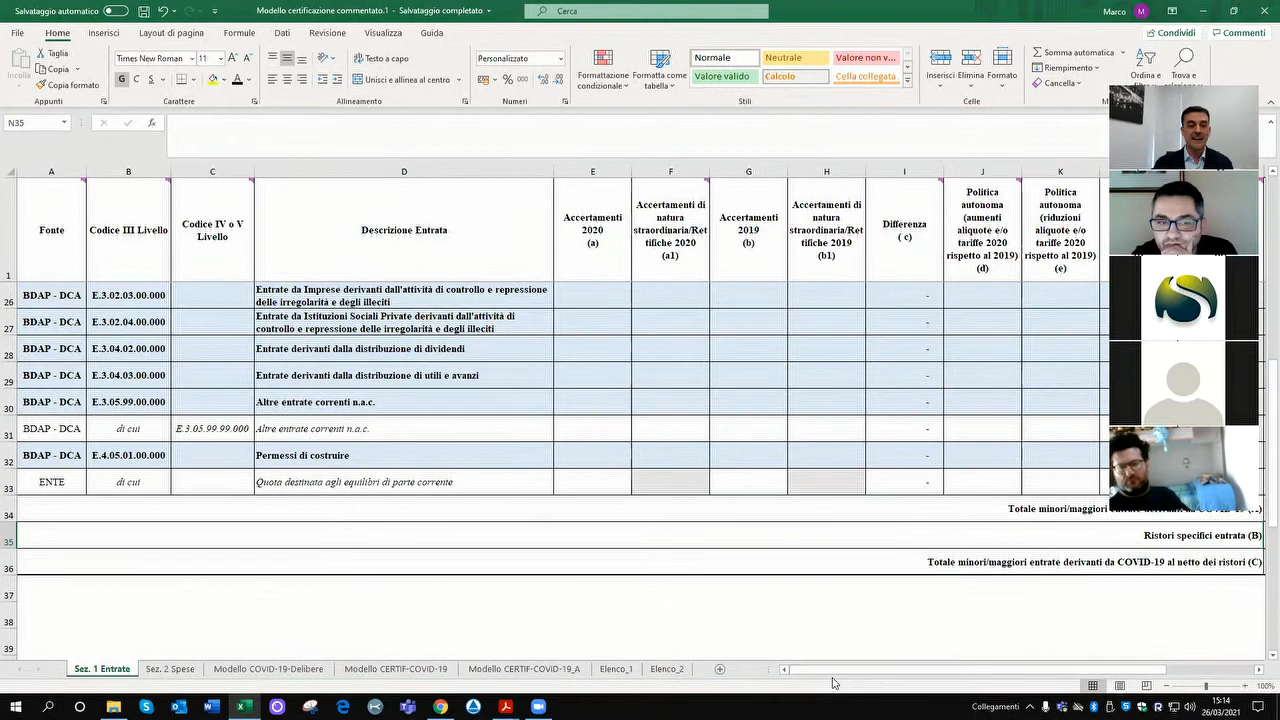 Salvataggio automatico
Modello certificazione commentato.1 - Salvataggio completato
Cerca
Marco
M
File Home Inserisci Layout di pagina Formule Dati Revisione Visualizza Guida
Condividi
Commenti
Incolla
Taglia
Copia
Copia formato
Appunti
Times New Roman 11
G C S
Carattere
Testo a capo
Unisci e allinea al centro
Allineamento
Personalizzato
Numeri
Formattazione condizionale
Formatta come tabella
Normale Neutrale Valore non v...
Valore valido Calcolo Cella collegata
Stili
Inserisci Elimina Formato
Celle
Somma automatica
Riempimento
Cancella
Ordina e
Trova e
N35
fx
A B C D E F G H I J K
1
Fonte
Codice III Livello
Codice IV o V
Livello
Descrizione Entrata
Accertamenti
2020
(a)
Accertamenti di
natura
straordinaria/Ret
tifiche 2020
(a1)
Accertamenti
2019
(b)
Accertamenti di
natura
straordinaria/Ret
tifiche 2019
(b1)
Differenza
( c)
Politica
autonoma
(aumenti
aliquote e/o
tariffe 2020
rispetto al 2019)
(d)
Politica
autonoma
(riduzioni
aliquote e/o
tariffe 2020
rispetto al 2019)
(e)
26 BDAP - DCA E.3.02.03.00.000 Entrate da Imprese derivanti dall'attività di controllo e repressione
delle irregolarità e degli illeciti -
27 BDAP - DCA E.3.02.04.00.000 Entrate da Istituzioni Sociali Private derivanti dall'attività di
controllo e repressione delle irregolarità e degli illeciti -
28 BDAP - DCA E.3.04.02.00.000 Entrate derivanti dalla distribuzione di dividendi -
29 BDAP - DCA E.3.04.03.00.000 Entrate derivanti dalla distribuzione di utili e avanzi -
30 BDAP - DCA E.3.05.99.00.000 Altre entrate correnti n.a.c. -
31 BDAP - DCA di cui E.3.05.99.99.000 Altre entrate correnti n.a.c. -
32 BDAP - DCA E.4.05.01.00.000 Permessi di costruire -
33 ENTE di cui Quota destinata agli equilibri di parte corrente -
34 Totale minori/maggiori
35 Ristori specifici entrata (B)
36 Totale minori/maggiori entrate derivanti da COVID-19 al netto dei ristori (C)
37
38
39
Sez. 1 Entrate Sez. 2 Spese Modello COVID-19-Delibere Modello CERTIF-COVID-19 Modello CERTIF-COVID-19_A Elenco_1 Elenco_2
100%
Collegamenti
15:14
26/03/2021